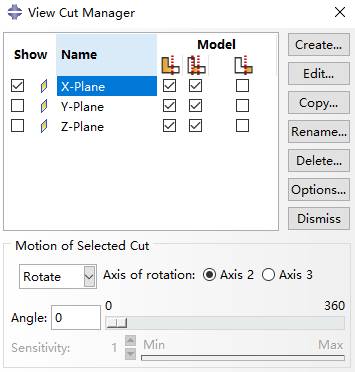 View Cut Manager
Show Name Model
X-Plane
Y-Plane
Z-Plane
Create...
Edit...
Copy...
Rename...
Delete...
Options...
Dismiss
Motion of Selected Cut
Rotate Axis of rotation: Axis 2 Axis 3
0 360
Angle: 0
Sensitivity: 1 Min Max